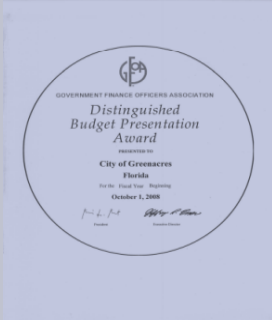 GFOA
GOVERNMENT FINANCE OFFICERS ASSOCIATION
Distinguished
Budget Presentation
Award
PRESENTED TO
City of Greenacres
Florida
For the Fiscal Year Beginning
October 1, 2008
President
Executive Director